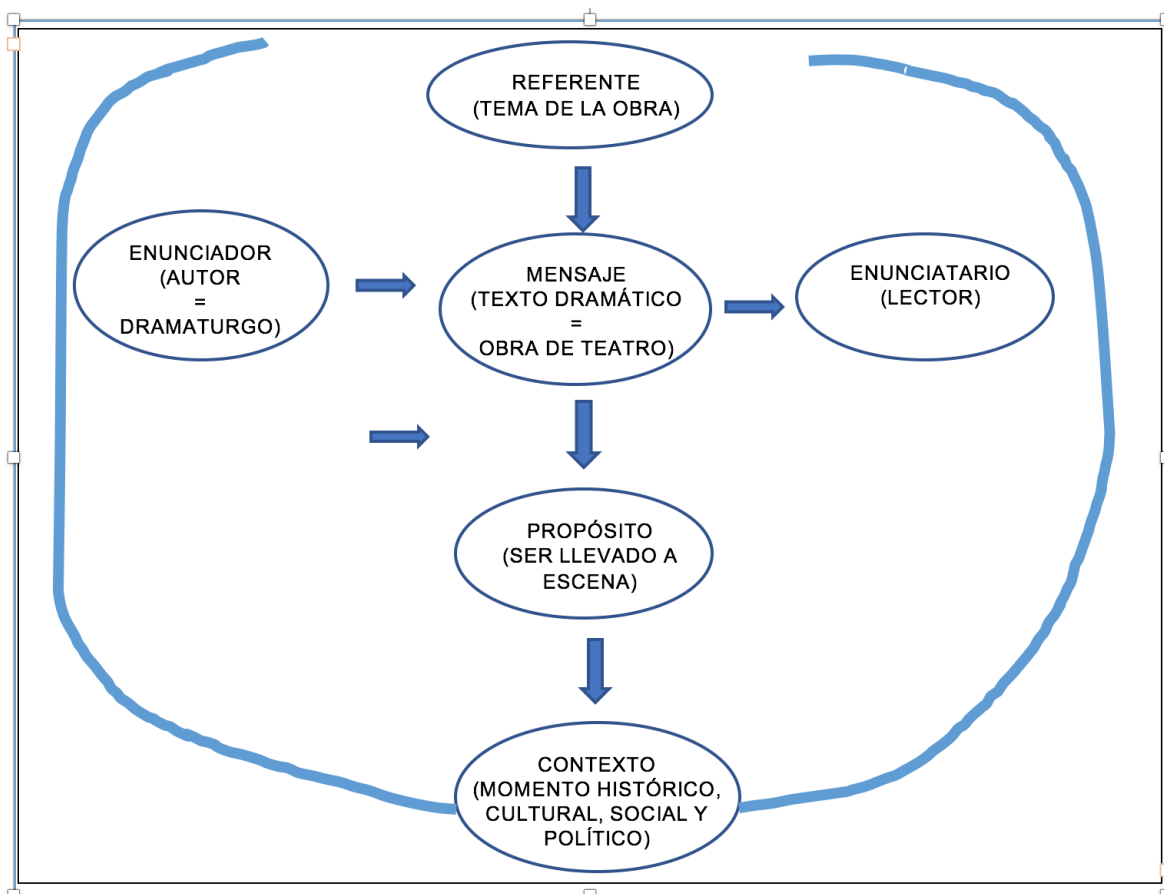 REFERENTE
(TEMA DE LA OBRA)
ENUNCIADOR
(AUTOR
=
DRAMATURGO)
MENSAJE
(TEXTO DRAMÁTICO
=
OBRA DE TEATRO)
ENUNCIATARIO
(LECTOR)
PROPÓSITO
(SER LLEVADO A
ESCENA)
CONTEXTO
(MOMENTO HISTÓRICO,
CULTURAL, SOCIAL Y
POLÍTICO)